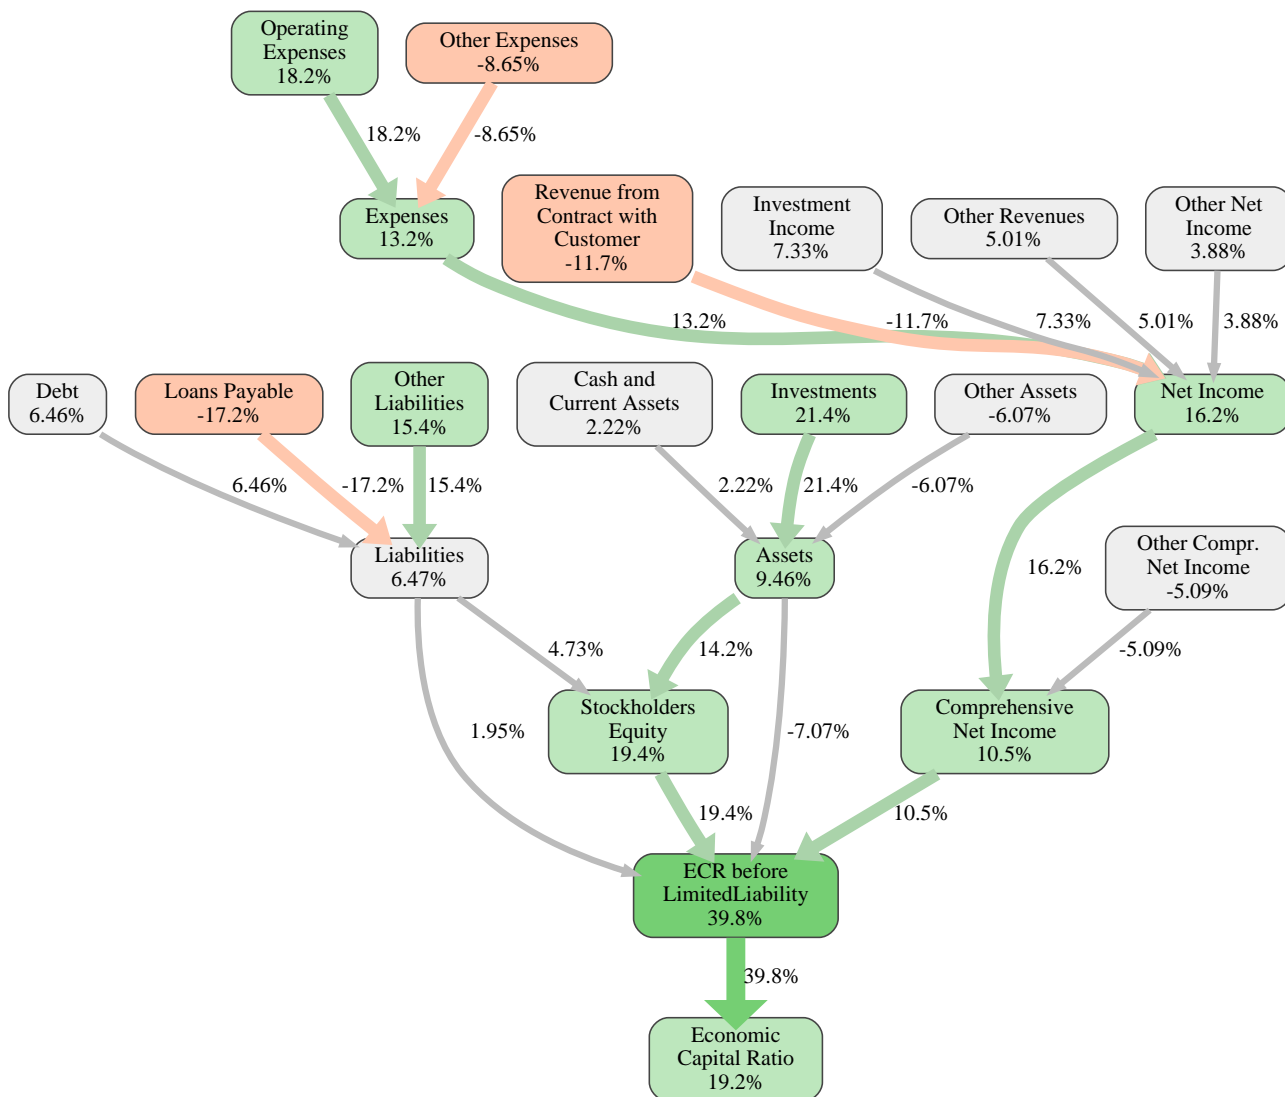 Operating
Expenses
18.2%
Other Expenses
-8.65%
18.2%
-8.65%
Expenses
13.2%
Revenue from
Contract with
Customer
-11.7%
Investment
Income
7.33%
Other Revenues
5.01%
Other Net
Income
3.88%
13.2%
-11.7%
7.33%
5.01%
3.88%
Debt
6.46%
Loans Payable
-17.2%
Other
Liabilities
15.4%
Cash and
Current Assets
2.22%
Investments
21.4%
Other Assets
-6.07%
Net Income
16.2%
6.46%
-17.2%
15.4%
2.22%
21.4%
-6.07%
Liabilities
6.47%
Assets
9.46%
16.2%
Other Compr.
Net Income
-5.09%
4.73%
14.2%
-5.09%
1.95%
Stockholders
Equity
19.4%
-7.07%
Comprehensive
Net Income
10.5%
19.4%
10.5%
ECR before
LimitedLiability
39.8%
39.8%
Economic
Capital Ratio
19.2%